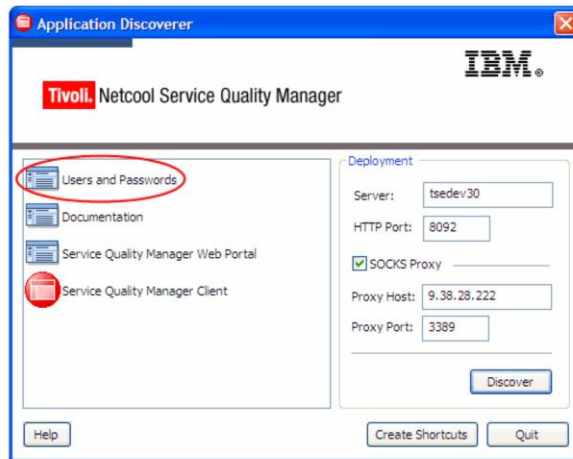 Application Discoverer
IBM®
Tivoli. Netcool Service Quality Manager
Users and Passwords
Documentation
Service Quality Manager Web Portal
Service Quality Manager Client
Deployment
Server: tsedev30
HTTP Port: 8092
SOCKS Proxy
Proxy Host: 9.38.28.222
Proxy Port: 3389
Discover
Help
Create Shortcuts
Quit